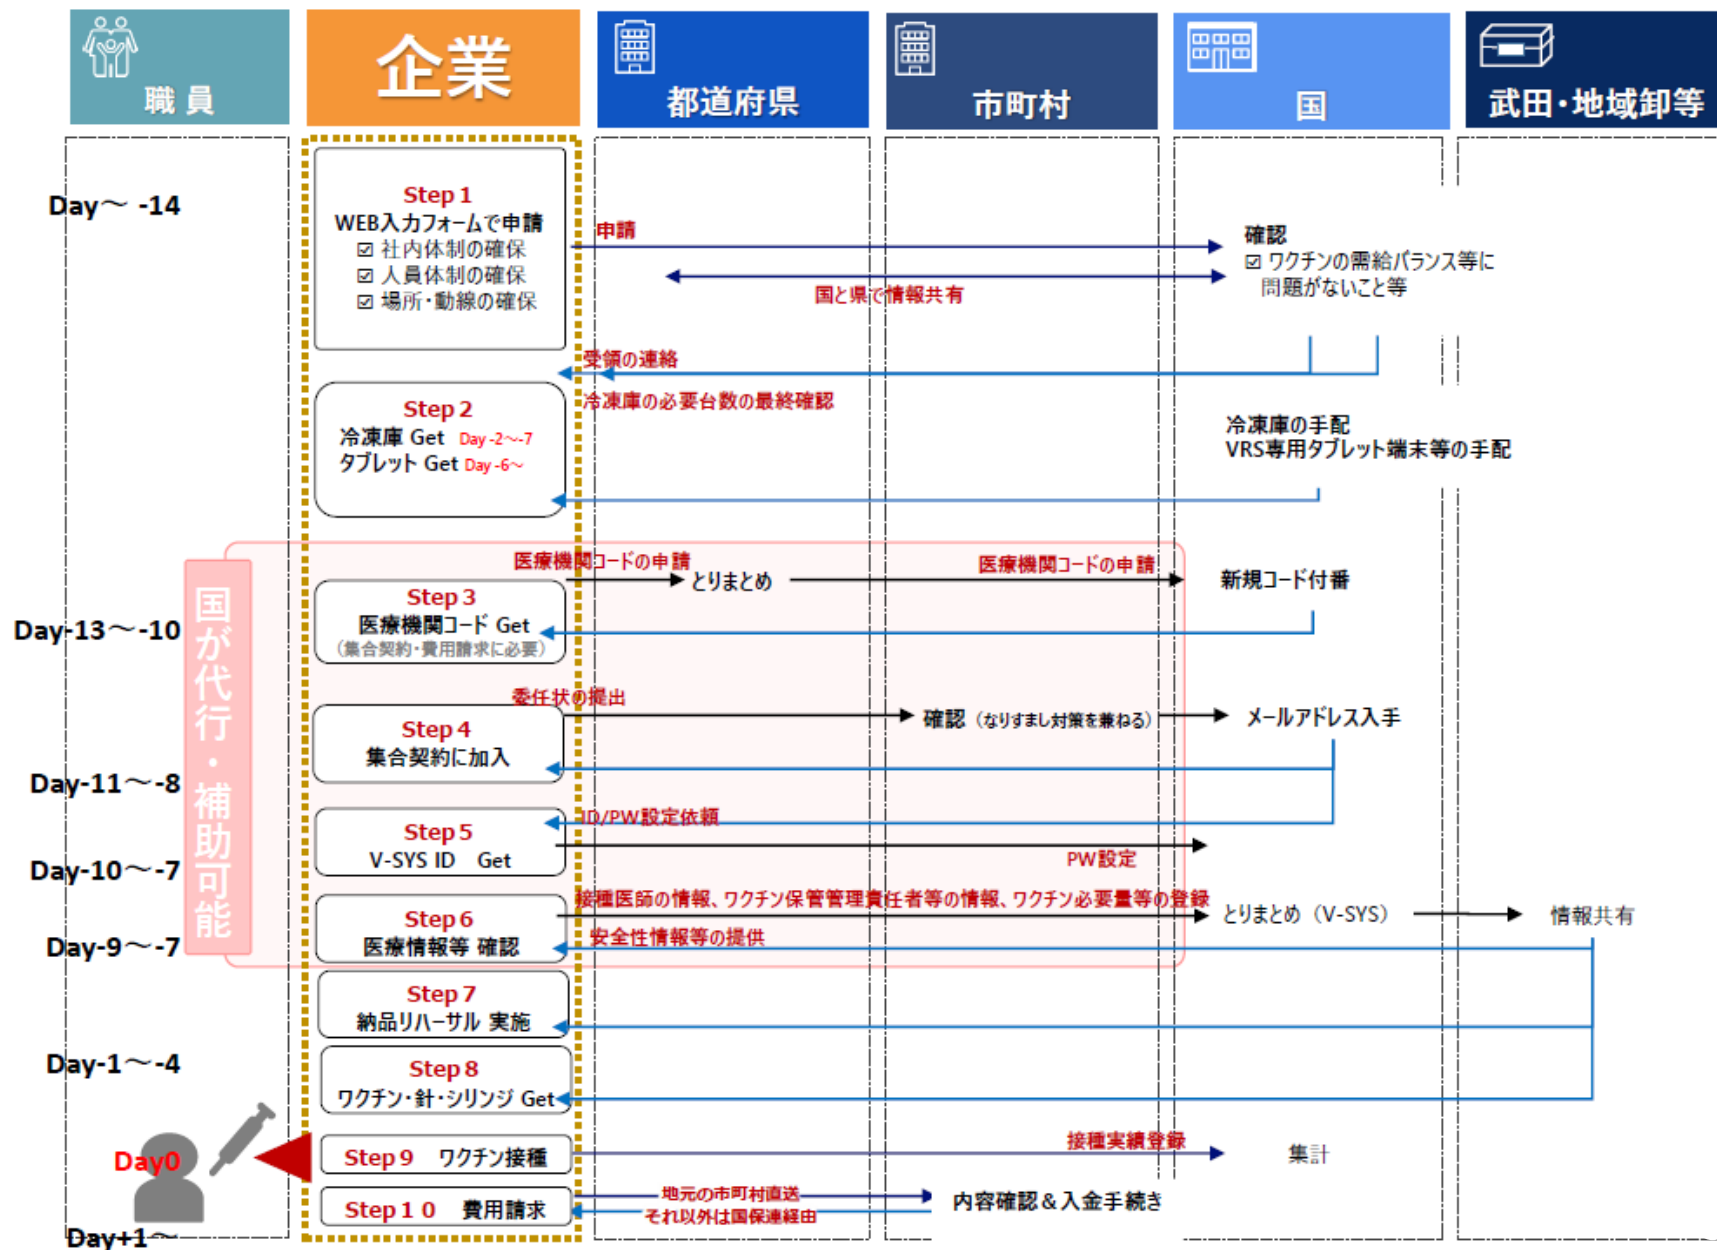 職 員
企業
都道府県
市町村
国
武田・地域卸等
Day～ -14
Step 1
WEB入力フォームで申請
☑ 社内体制の確保
☑ 人員体制の確保
☑ 場所・動線の確保
申請
国と県で情報共有
確認
☑ ワクチンの需給バランス等に
問題がないこと等
受領の連絡
冷凍庫の必要台数の最終確認
Step 2
冷凍庫 Get Day -2～-7
タブレット Get Day -6～
冷凍庫の手配
VRS専用タブレット端末等の手配
国が代行・補助可能
医療機関コードの申請
とりまとめ
医療機関コードの申請
新規コード付番
Day-13～-10
Step 3
医療機関コード Get
（集合契約・費用請求に必要）
委任状の提出
確認（なりすまし対策を兼ねる）
メールアドレス入手
Step 4
集合契約に加入
Day-11～-8
ID/PW設定依頼
Step 5
V-SYS ID Get
PW設定
Day-10～-7
接種医師の情報、ワクチン保管管理責任者等の情報、ワクチン必要量等の登録
Step 6
医療情報等 確認
とりまとめ（V-SYS）
情報共有
安全性情報等の提供
Day-9～-7
Step 7
納品リハーサル 実施
Day-1～-4
Step 8
ワクチン・針・シリンジ Get
Day0
Step 9 ワクチン接種
接種実績登録
集計
Step１０ 費用請求
地元の市町村直送
それ以外は国保連経由
内容確認＆入金手続き
Day+1～